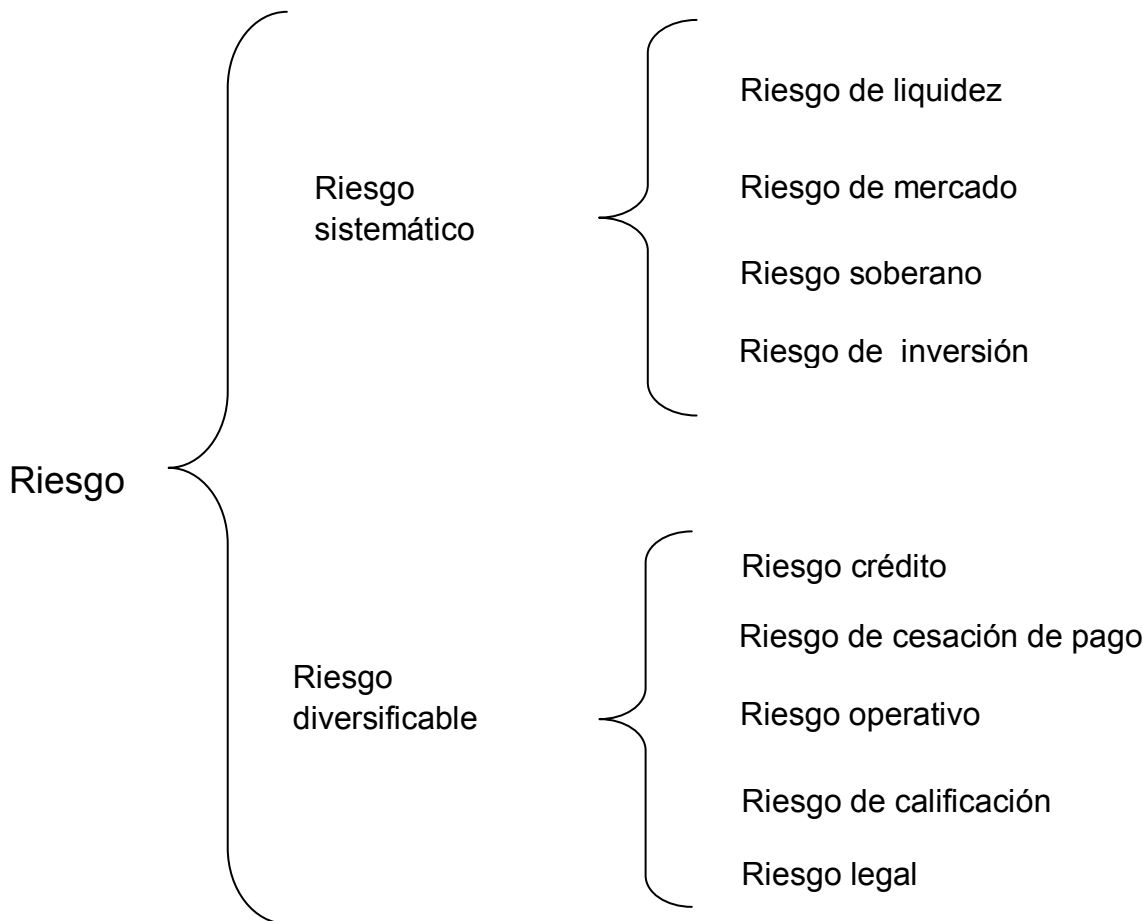 Riesgo
Riesgo
sistemático
Riesgo de liquidez
Riesgo de mercado
Riesgo soberano
Riesgo de inversión
Riesgo
diversificable
Riesgo crédito
Riesgo de cesación de pago
Riesgo operativo
Riesgo de calificación
Riesgo legal